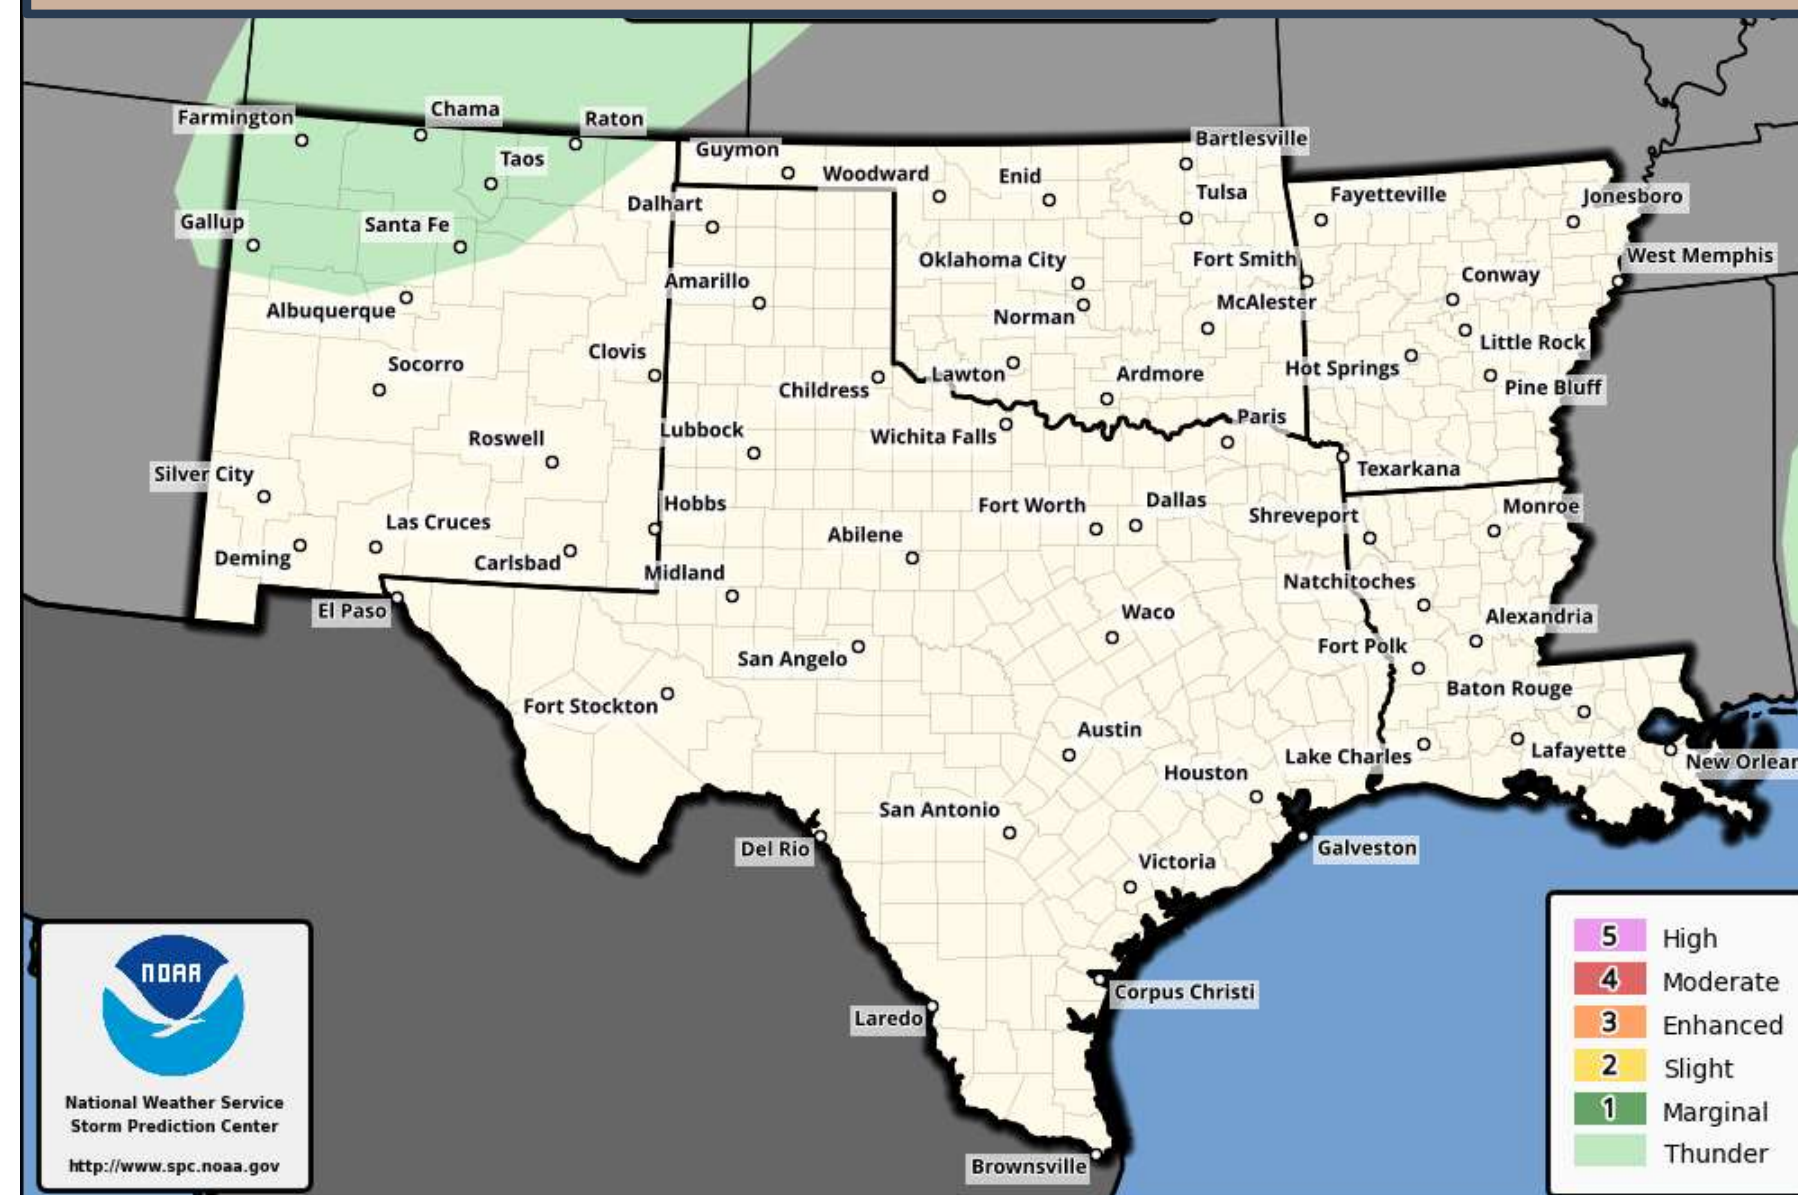 Farmington
Chama
Raton
Taos
Guymon
Woodward
Enid
Bartlesville
Tulsa
Fayetteville
Jonesboro
Dalhart
Gallup
Santa Fe
Oklahoma City
Fort Smith
West Memphis
Amarillo
Conway
Albuquerque
Norman
McAlester
Little Rock
Socorro
Clovis
Childress
Lawton
Ardmore
Hot Springs
Pine Bluff
Roswell
Lubbock
Wichita Falls
Paris
Silver City
Texarkana
Hobbs
Fort Worth
Dallas
Shreveport
Monroe
Las Cruces
Abilene
Deming
Carlsbad
Midland
Natchitoches
El Paso
Waco
Alexandria
San Angelo
Fort Polk
Fort Stockton
Baton Rouge
Austin
Lake Charles
Lafayette
New Orlean
Houston
San Antonio
Del Rio
Galveston
Victoria
Corpus Christi
Laredo
Brownsville
NOAA
National Weather Service
Storm Prediction Center
http://www.spc.noaa.gov
5 High
4 Moderate
3 Enhanced
2 Slight
1 Marginal
Thunder